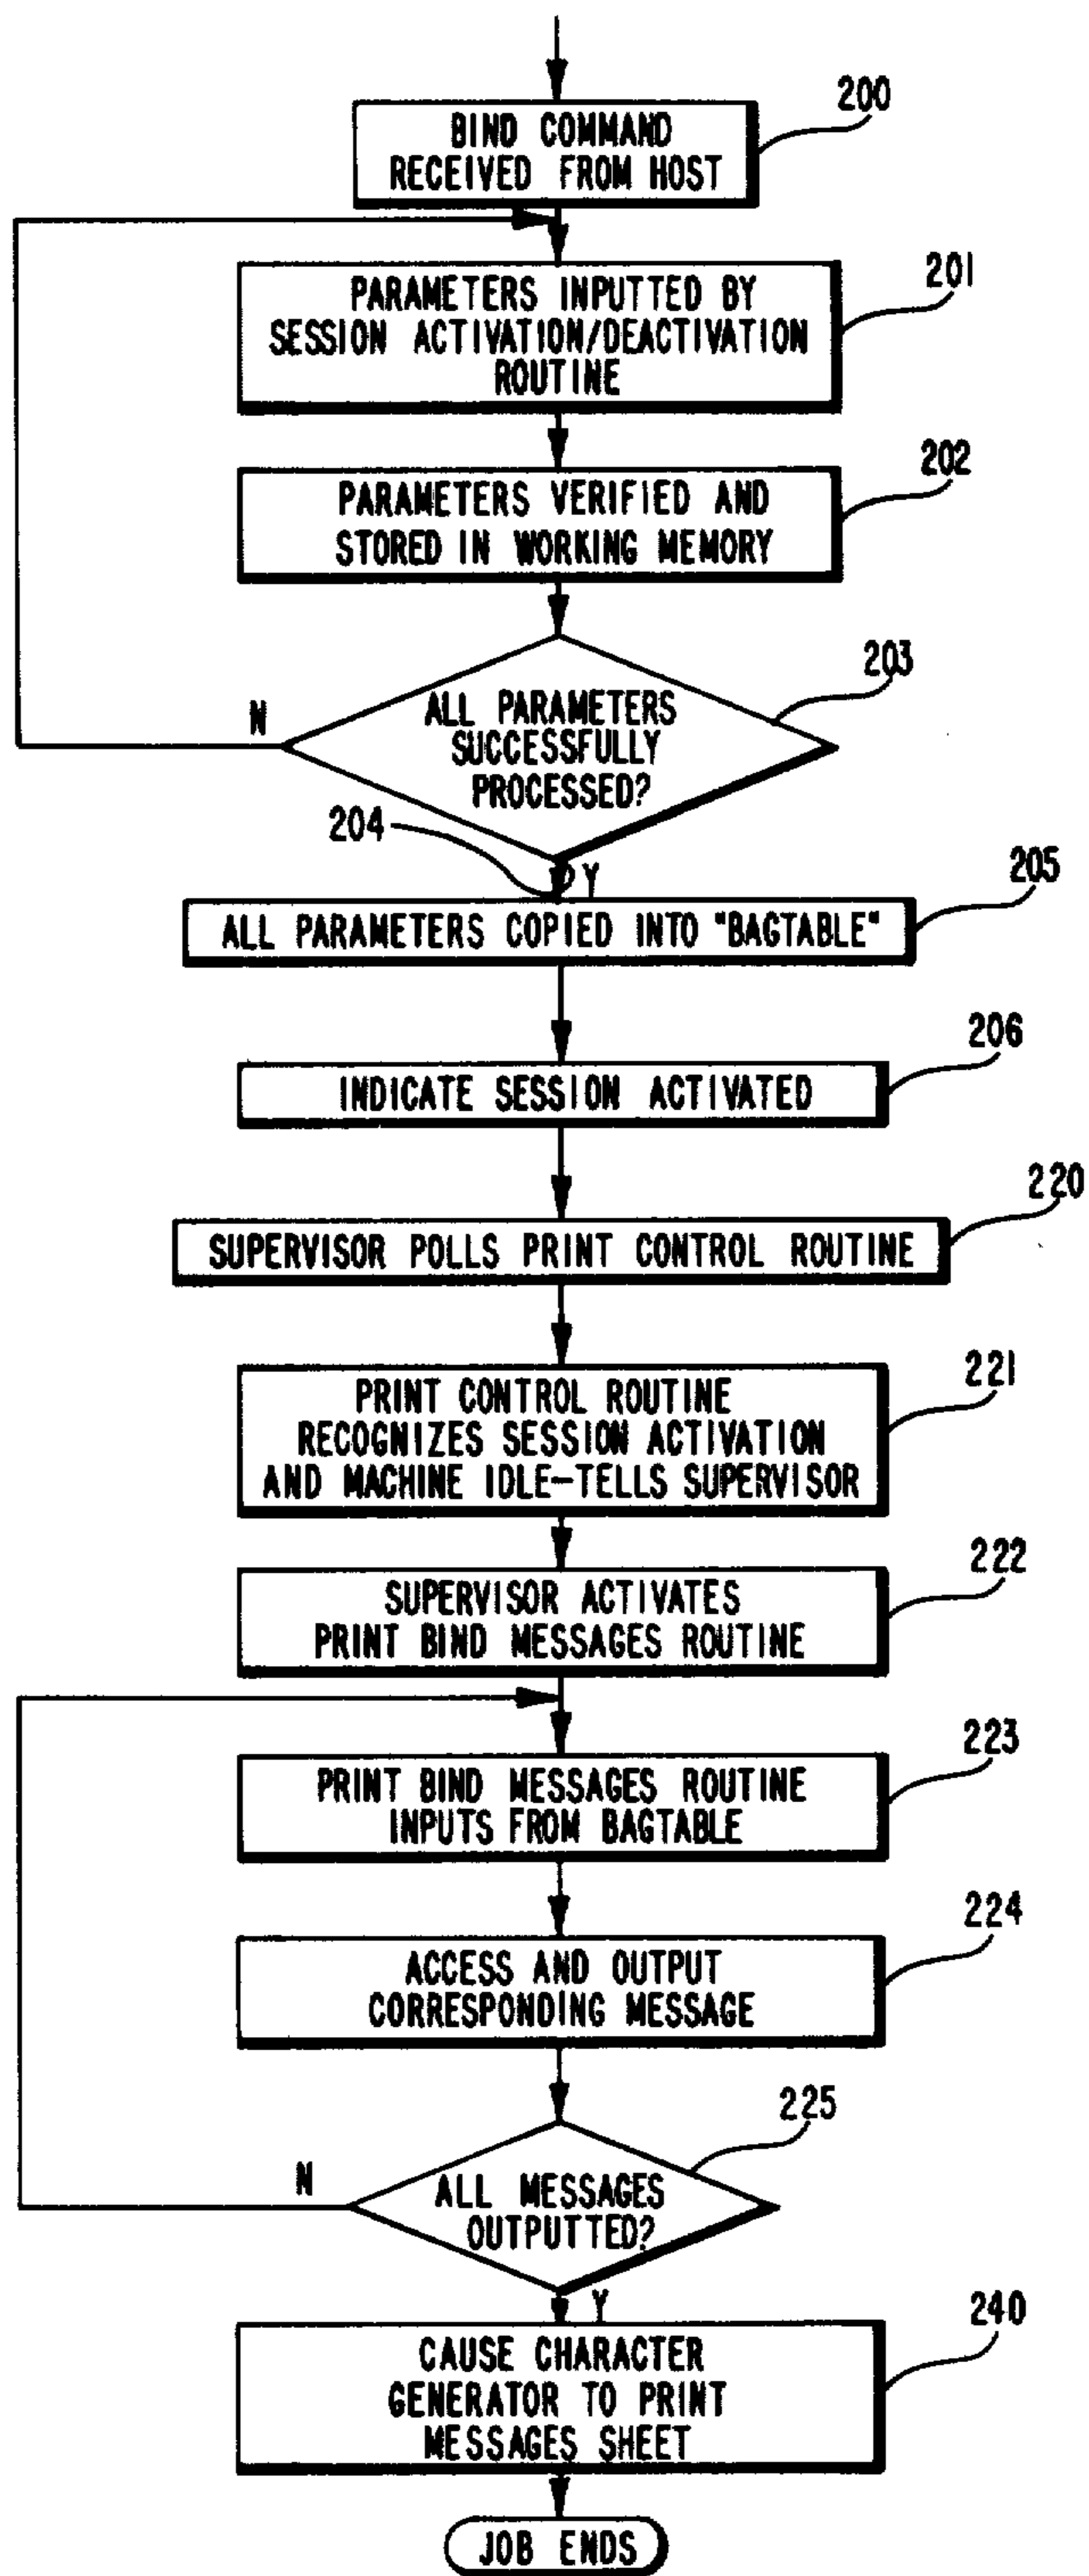 200
BIND COMMAND
RECEIVED FROM HOST
201
PARAMETERS INPUTTED BY
SESSION ACTIVATION/DEACTIVATION
ROUTINE
202
PARAMETERS VERIFIED AND
STORED IN WORKING MEMORY
203
N
ALL PARAMETERS
SUCCESSFULLY
PROCESSED?
204
Y
205
ALL PARAMETERS COPIED INTO "BAGTABLE"
206
INDICATE SESSION ACTIVATED
220
SUPERVISOR POLLS PRINT CONTROL ROUTINE
221
PRINT CONTROL ROUTINE
RECOGNIZES SESSION ACTIVATION
AND MACHINE IDLE-TELLS SUPERVISOR
222
SUPERVISOR ACTIVATES
PRINT BIND MESSAGES ROUTINE
223
PRINT BIND MESSAGES ROUTINE
INPUTS FROM BAGTABLE
224
ACCESS AND OUTPUT
CORRESPONDING MESSAGE
225
N
ALL MESSAGES
OUTPUTTED?
Y
240
CAUSE CHARACTER
GENERATOR TO PRINT
MESSAGES SHEET
JOB ENDS